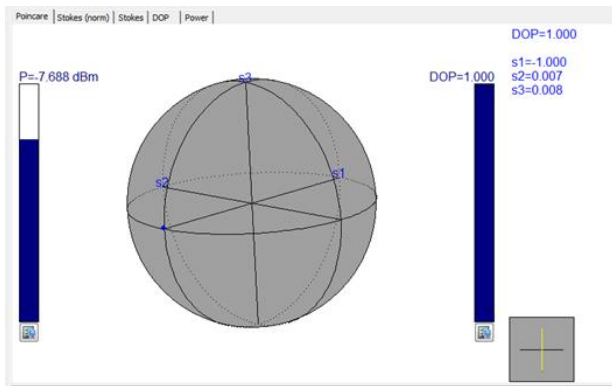 Poincare Stokes (norm) Stokes DOP Power
DOP=1.000
P=-7.688 dBm
s3
DOP=1.000
s1=-1.000
s2=0.007
s3=0.008
s2
s1